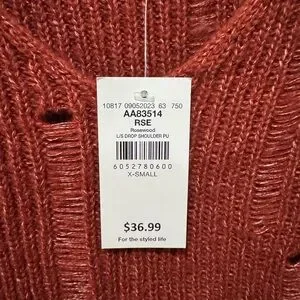 10817 09052023 63 750
AA83514
RSE
Rosewood
L/S DROP SHOULDER PU
6052780600
X-SMALL
$36.99
For the styled life